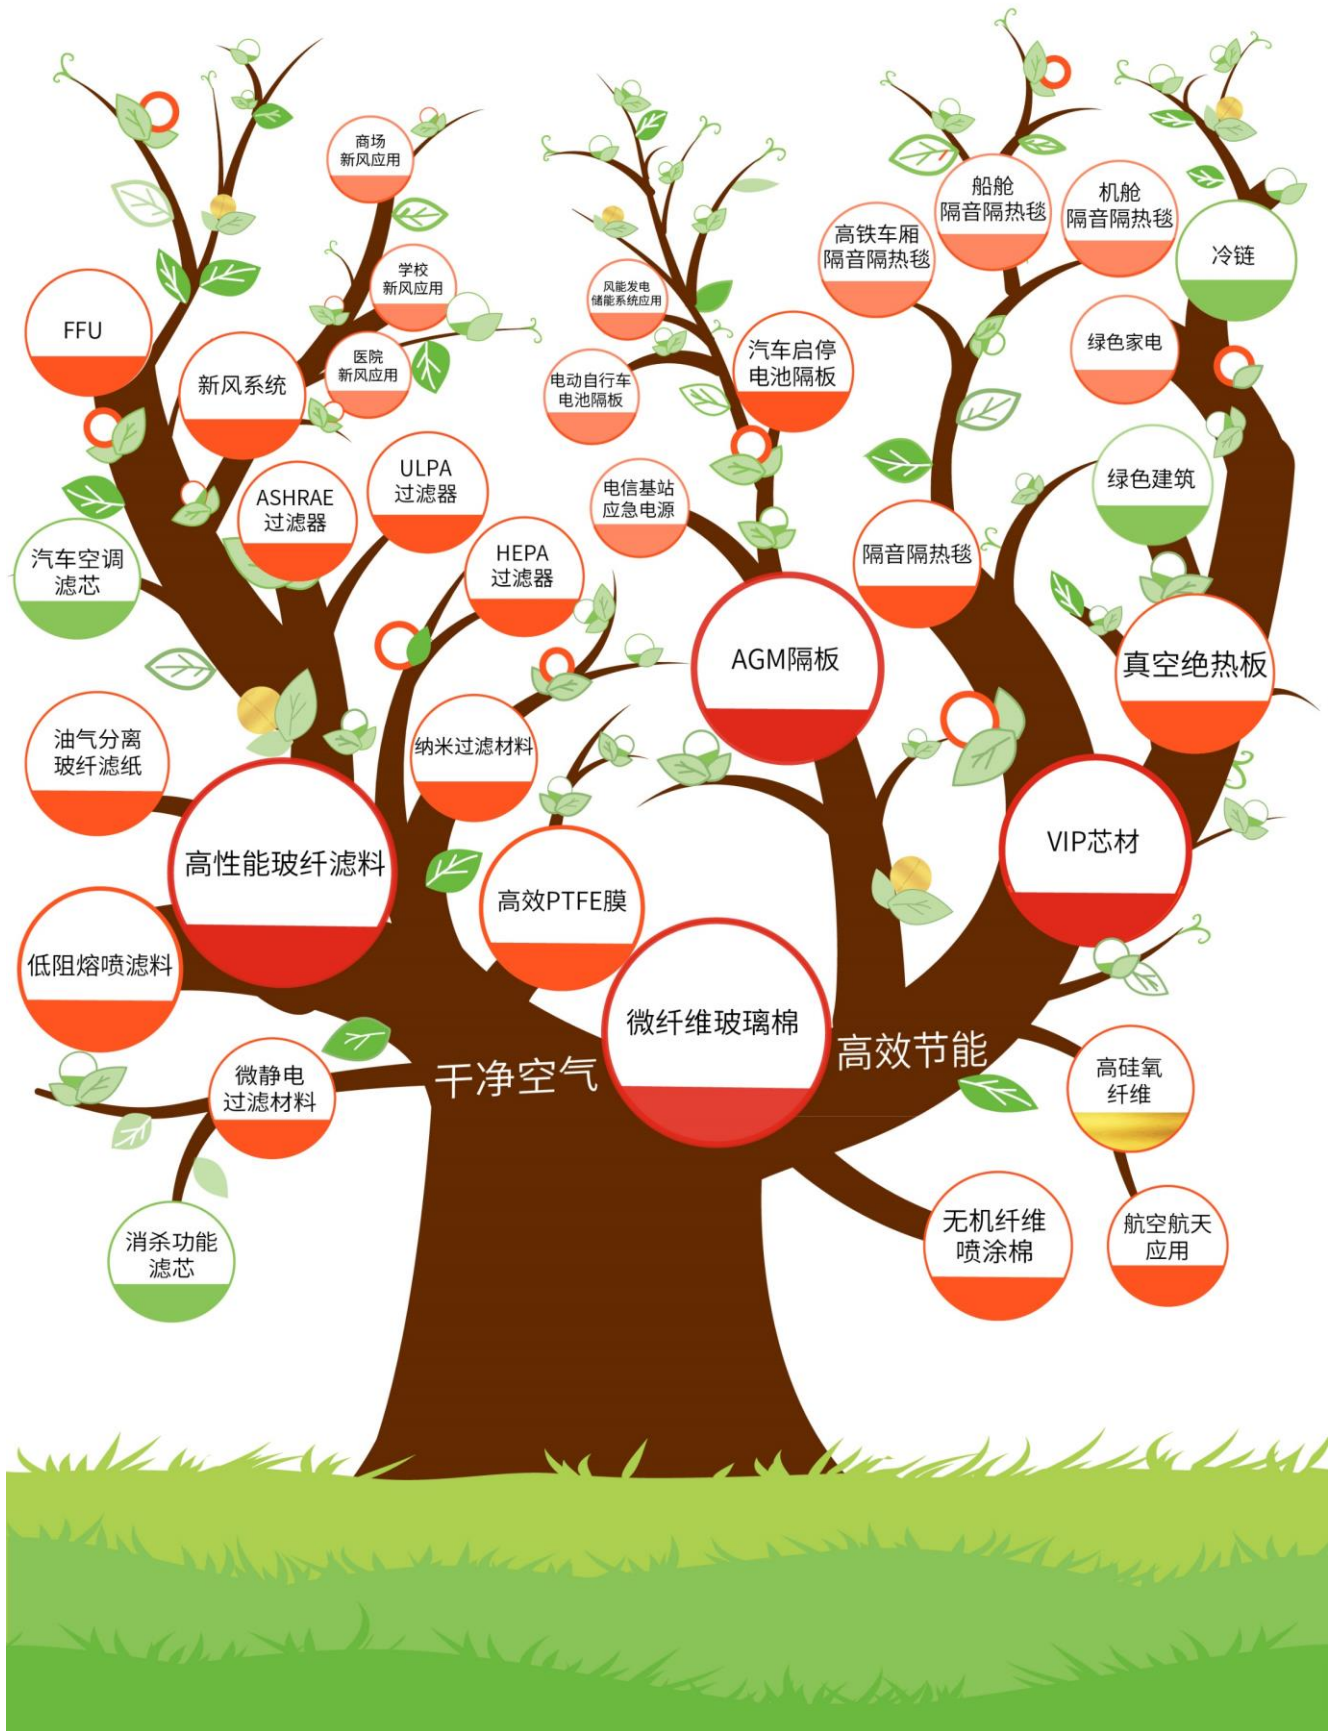 商场
新风应用
船舱
隔音隔热毯
机舱
隔音隔热毯
高铁车厢
隔音隔热毯
冷链
学校
新风应用
风能发电
储能系统应用
FFU
新风系统
医院
新风应用
汽车启停
电池隔板
绿色家电
电动自行车
电池隔板
ULPA
过滤器
ASHRAE
过滤器
电信基站
应急电源
绿色建筑
汽车空调
滤芯
HEPA
过滤器
隔音隔热毯
AGM隔板
真空绝热板
油气分离
玻纤滤纸
纳米过滤材料
VIP芯材
高性能玻纤滤料
高效PTFE膜
低阻熔喷滤料
微纤维玻璃棉
干净空气
高效节能
微静电
过滤材料
高硅氧
纤维
消杀功能
滤芯
无机纤维
喷涂棉
航空航天
应用